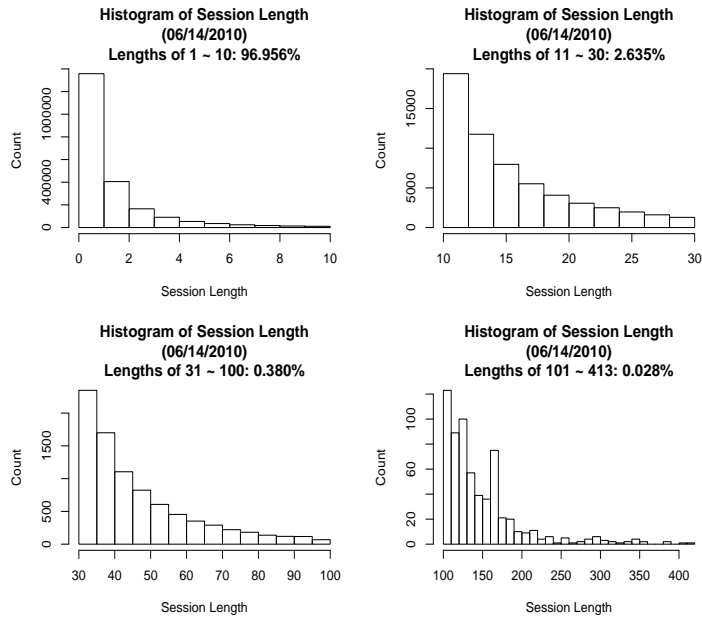 Histogram of Session Length
(06/14/2010)
Lengths of 1 ~ 10: 96.956%
Count
0
400000
1000000
0
2
4
6
8
10
Session Length
Histogram of Session Length
(06/14/2010)
Lengths of 11 ~ 30: 2.635%
Count
0
5000
15000
10
15
20
25
30
Session Length
Histogram of Session Length
(06/14/2010)
Lengths of 31 ~ 100: 0.380%
Count
0
500
1500
30
40
50
60
70
80
90
100
Session Length
Histogram of Session Length
(06/14/2010)
Lengths of 101 ~ 413: 0.028%
Count
0
20
60
100
100
150
200
250
300
350
400
Session Length